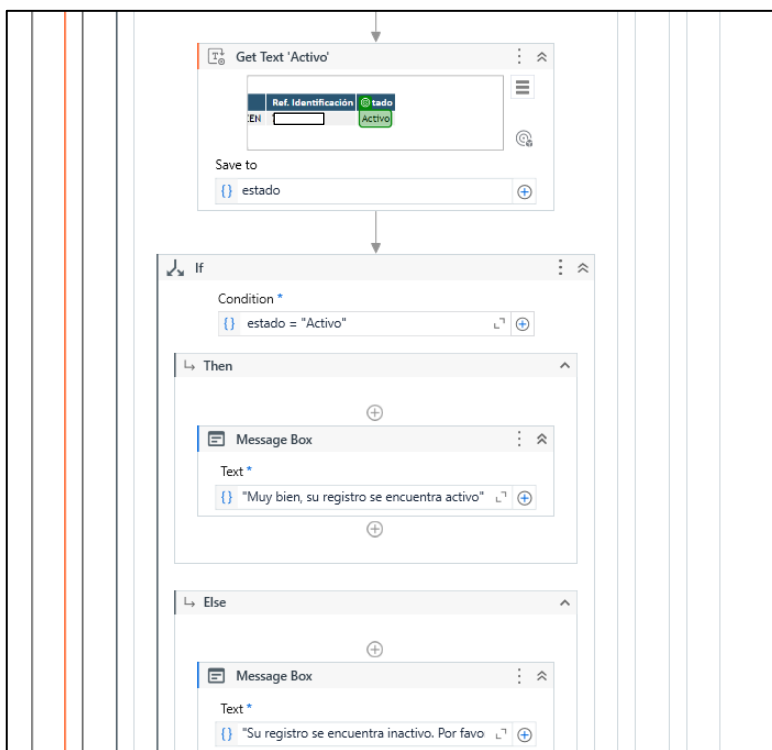 Get Text 'Activo'
Ref. Identificación tado
EN Activo
Save to
{} estado
If
Condition *
{} estado = "Activo"
Then
Message Box
Text *
{} "Muy bien, su registro se encuentra activo"
Else
Message Box
Text *
{} "Su registro se encuentra inactivo. Por favo